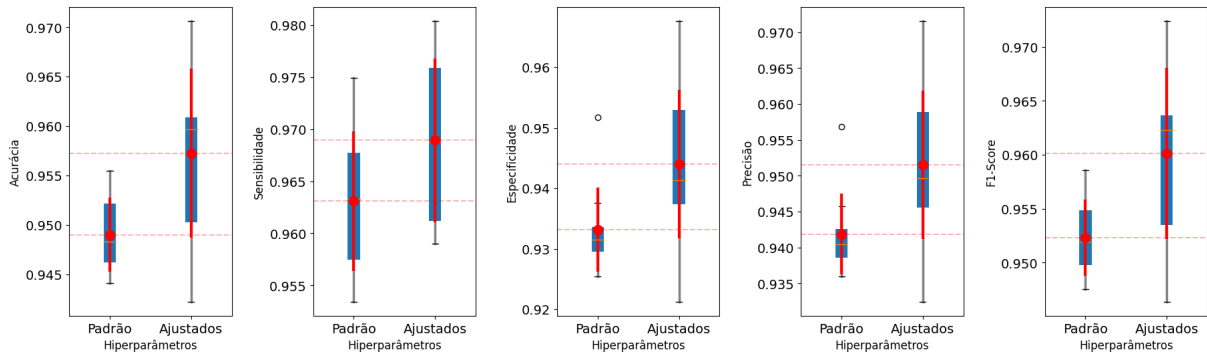 Acurácia
0.970
0.965
0.960
0.955
0.950
0.945
Padrão
Ajustados
Hiperparâmetros
Sensibilidade
0.980
0.975
0.970
0.965
0.960
0.955
Padrão
Ajustados
Hiperparâmetros
Especificidade
0.96
0.95
0.94
0.93
0.92
Padrão
Ajustados
Hiperparâmetros
Precisão
0.970
0.965
0.960
0.955
0.950
0.945
0.940
0.935
Padrão
Ajustados
Hiperparâmetros
F1-Score
0.970
0.965
0.960
0.955
0.950
Padrão
Ajustados
Hiperparâmetros